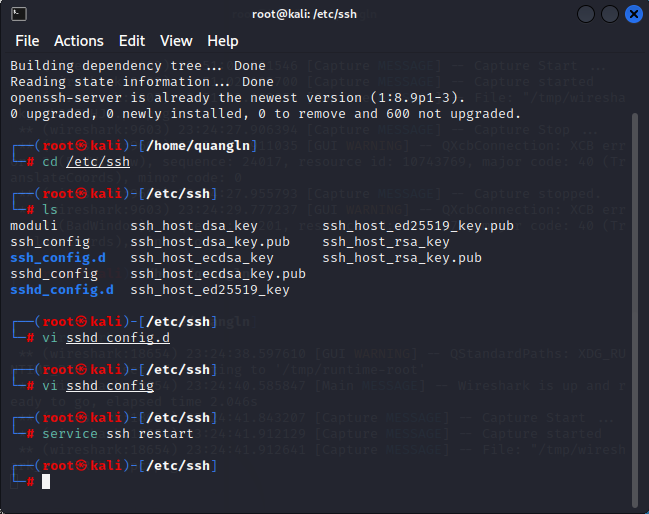 root@kali: /etc/ssh
File Actions Edit View Help
Building dependency tree... Done
Reading state information... Done
openssh-server is already the newest version (1:8.9p1-3).
0 upgraded, 0 newly installed, 0 to remove and 600 not upgraded.
┌──(root㉿kali)-[/home/quangln]
└─# cd /etc/ssh
┌──(root㉿kali)-[/etc/ssh]
└─# ls
moduli ssh_host_dsa_key ssh_host_ed25519_key.pub
ssh_config ssh_host_dsa_key.pub ssh_host_rsa_key
ssh_config.d ssh_host_ecdsa_key ssh_host_rsa_key.pub
sshd_config ssh_host_ecdsa_key.pub
sshd_config.d ssh_host_ed25519_key
┌──(root㉿kali)-[/etc/ssh]
└─# vi sshd_config.d
┌──(root㉿kali)-[/etc/ssh]
└─# vi sshd_config
┌──(root㉿kali)-[/etc/ssh]
└─# service ssh restart
┌──(root㉿kali)-[/etc/ssh]
└─#